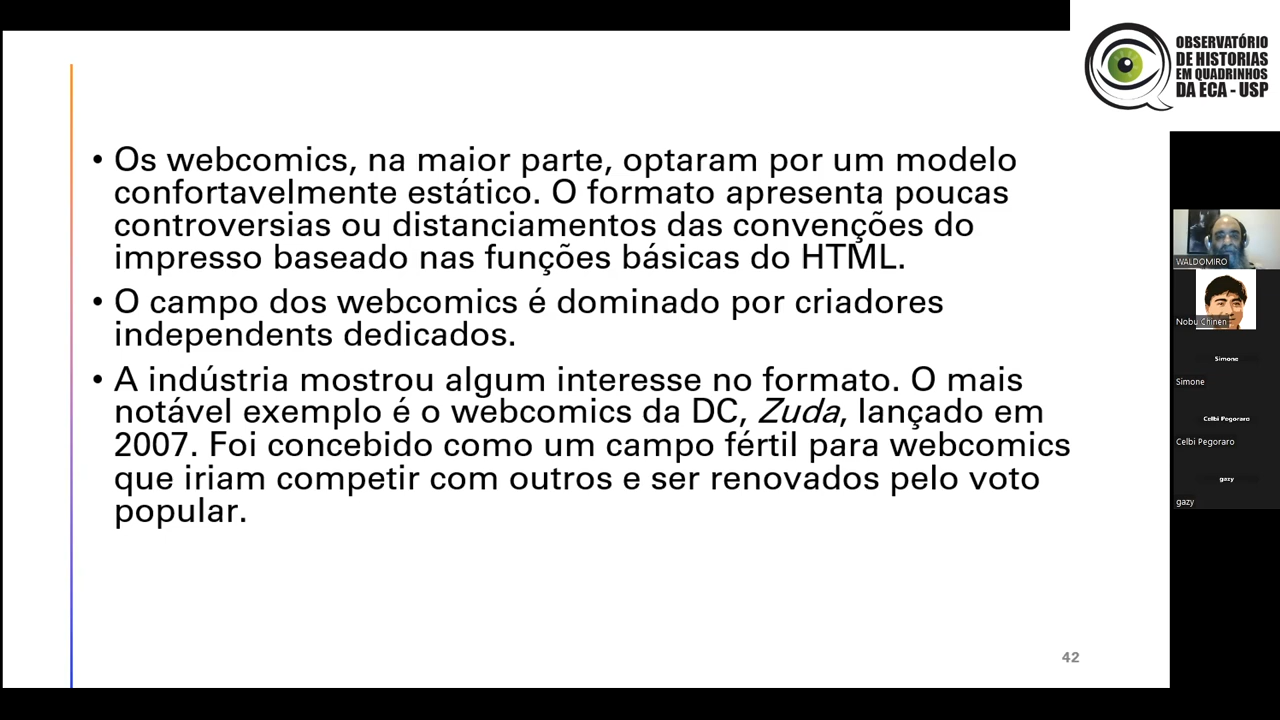 OBSERVATÓRIO
DE HISTORIAS
EM QUADRINHOS
DA ECA - USP
• Os webcomics, na maior parte, optaram por um modelo
confortavelmente estático. O formato apresenta poucas
controversias ou distanciamentos das convenções do
impresso baseado nas funções básicas do HTML.
• O campo dos webcomics é dominado por criadores
independents dedicados.
• A indústria mostrou algum interesse no formato. O mais
notável exemplo é o webcomics da DC, Zuda, lançado em
2007. Foi concebido como um campo fértil para webcomics
que iriam competir com outros e ser renovados pelo voto
popular.
42
WALDOMIRO
Nobu Chinen
Simone
Simone
Celbi Pegoraro
Celbi Pegoraro
gazy
gazy